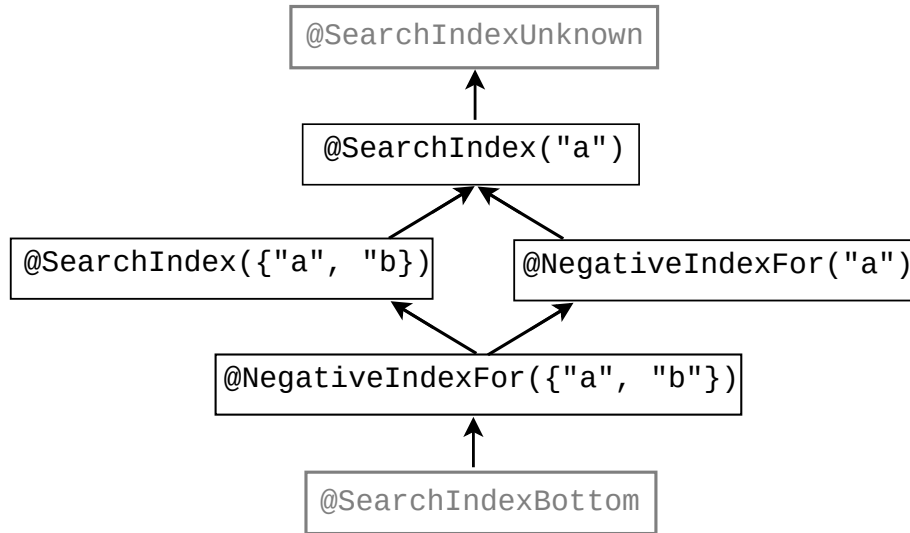 @SearchIndexUnknown
@SearchIndex("a")
@SearchIndex({"a", "b})
@NegativeIndexFor("a")
@NegativeIndexFor({"a", "b"})
@SearchIndexBottom